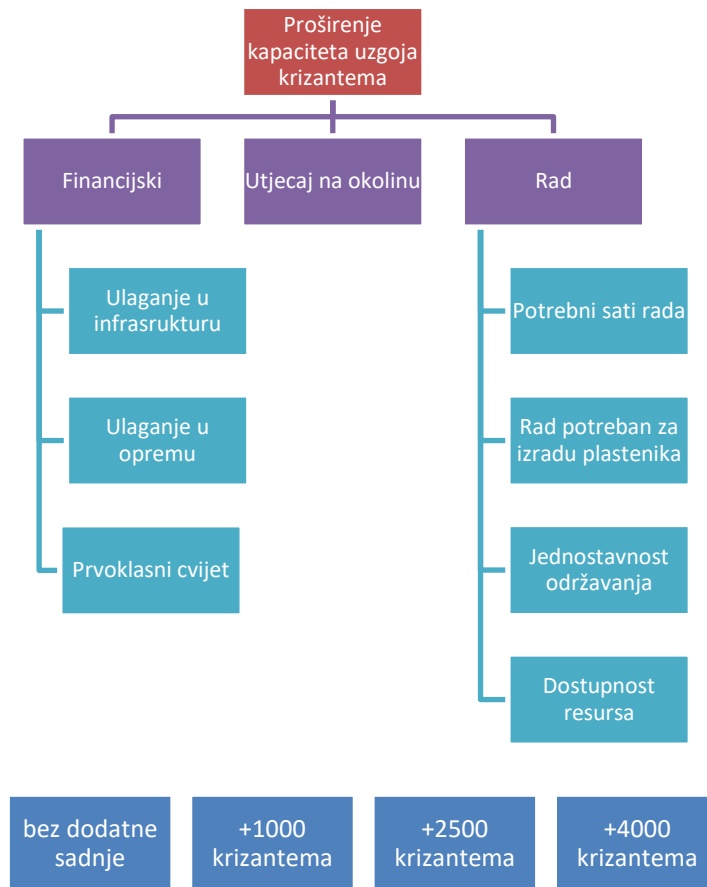 Proširenje
kapaciteta uzgoja
krizantema
Financijski
Utjecaj na okolinu
Rad
Ulaganje u
infrasrukturu
Potrebni sati rada
Ulaganje u
opremu
Rad potreban za
izradu plastenika
Prvoklasni cvijet
Jednostavnost
održavanja
Dostupnost
resursa
bez dodatne
sadnje
+1000
krizantema
+2500
krizantema
+4000
krizantema